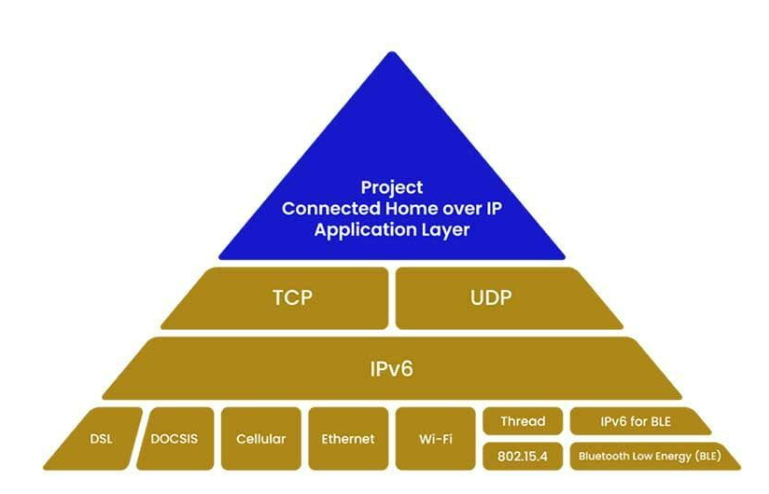 Project
Connected Home over IP
Application Layer
TCP
UDP
IPv6
DSL
DOCSIS
Cellular
Ethernet
Wi-Fi
Thread
802.15.4
IPv6 for BLE
Bluetooth Low Energy (BLE)